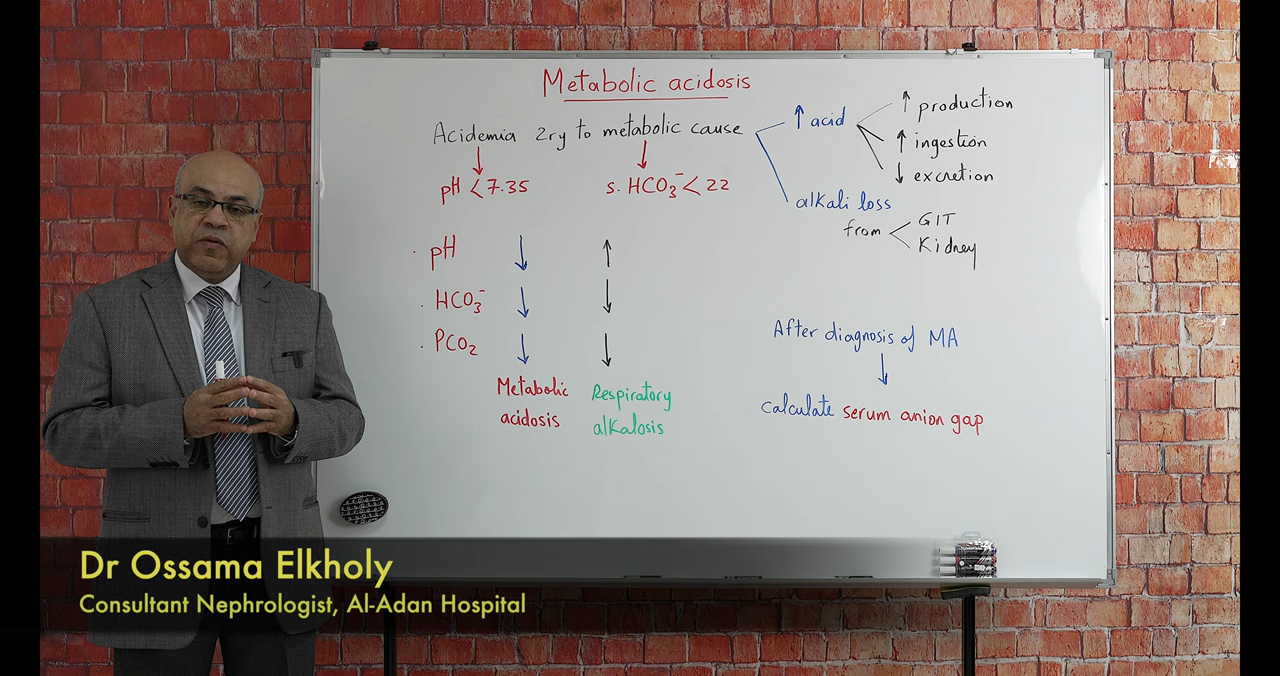 Metabolic acidosis
Acidemia 2ry to metabolic cause
pH < 7.35
s. HCO₃⁻ < 22
↑ acid
↑ production
↑ ingestion
↓ excretion
alkali loss
from < GIT
Kidney
· pH ↓ ↑
· HCO₃⁻ ↓ ↓
· PCO₂ ↓ ↓
Metabolic
acidosis
Respiratory
alkalosis
After diagnosis of MA
↓
calculate serum anion gap
Dr Ossama Elkholy
Consultant Nephrologist, Al-Adan Hospital